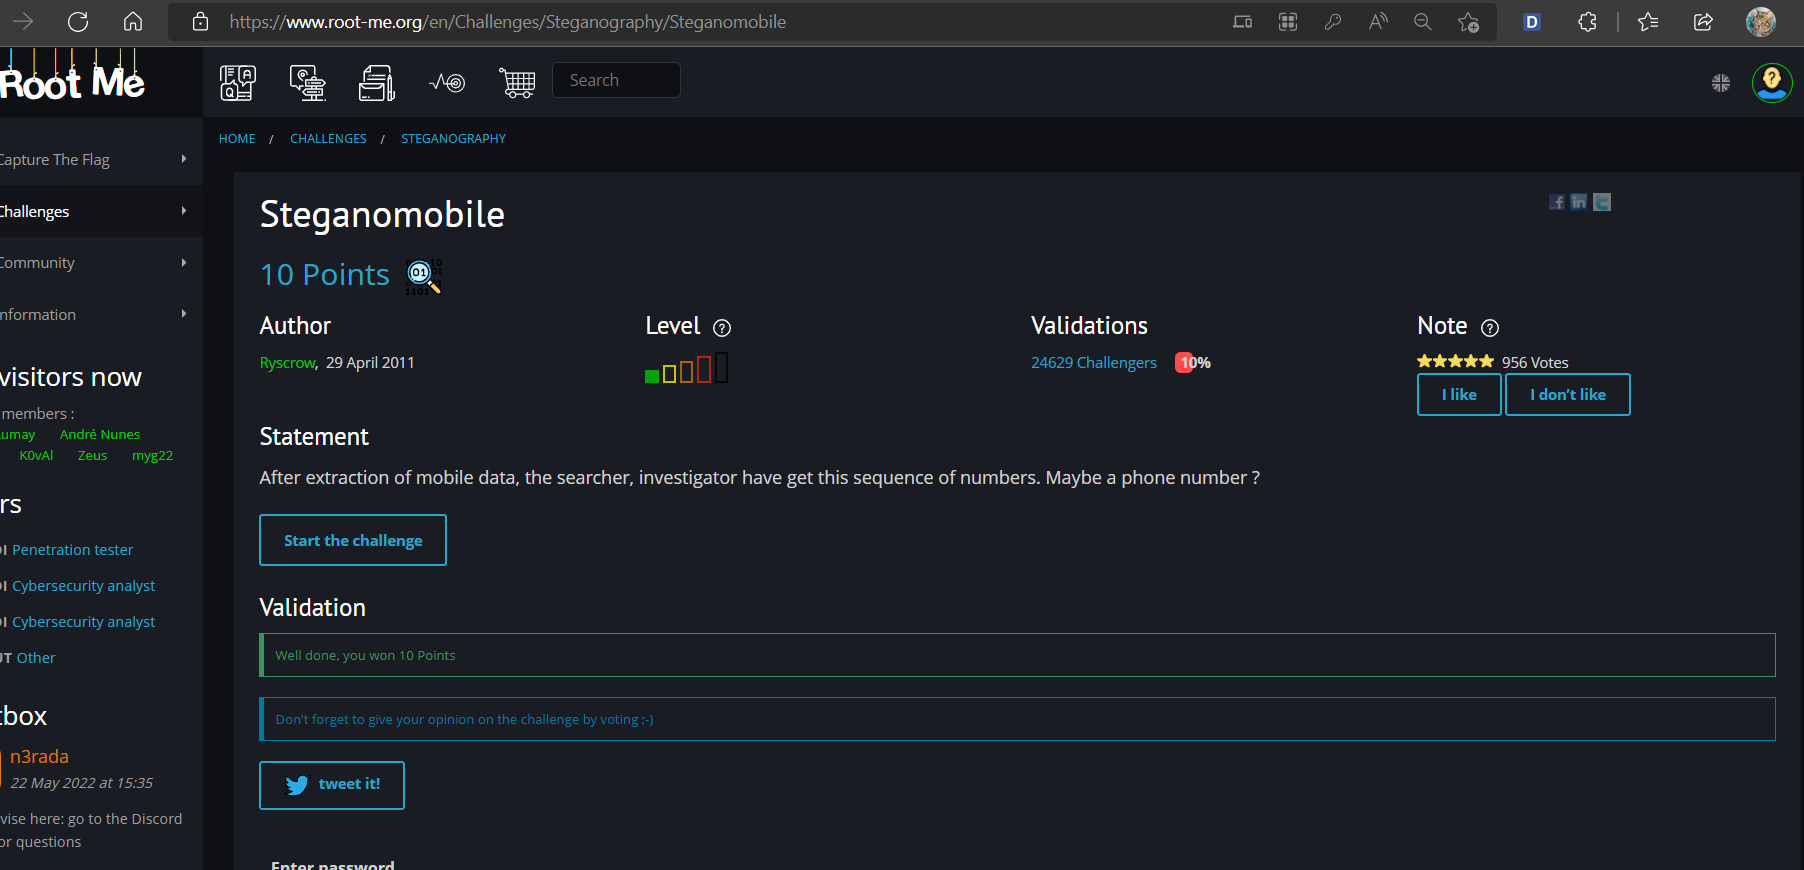 https://www.root-me.org/en/Challenges/Steganography/Steganomobile
D
Root Me
Search
Capture The Flag
HOME / CHALLENGES / STEGANOGRAPHY
Challenges
Community
Information
Steganomobile
10 Points
Author
Ryscrow, 29 April 2011
Level ?
Validations
24629 Challengers 10%
Note ?
956 Votes
I like
I don't like
Statement
After extraction of mobile data, the searcher, investigator have get this sequence of numbers. Maybe a phone number ?
Start the challenge
Validation
Well done, you won 10 Points
Don't forget to give your opinion on the challenge by voting ;-)
tweet it!
Enter password
visitors now
members :
André Nunes
K0vAl Zeus myg22
rs
DI Penetration tester
DI Cybersecurity analyst
DI Cybersecurity analyst
UT Other
tbox
n3rada
22 May 2022 at 15:35
vise here: go to the Discord
or questions